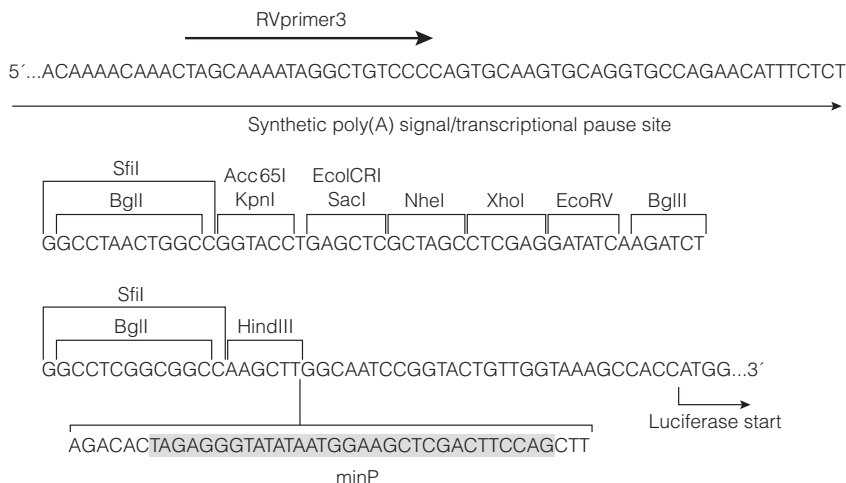 RVprimer3
5´...ACAAAACAAACTAGCAAAATAGGCTGTCCCCAGTGCAAGTGCAGGTGCCAGAACATTTCTCT
Synthetic poly(A) signal/transcriptional pause site
SfiI
Acc65I EcoICRI
BglI KpnI SacI NheI XhoI EcoRV BglII
GGCCTAACTGGCCGGTACCTGAGCTCGCTAGCCTCGAGGATATCAAGATCT
SfiI
BglI HindIII
GGCCTCGGCGGCCAAGCTTGGCAATCCGGTACTGTTGGTAAAGCCACCATGG...3´
Luciferase start
AGACACTAGAGGGTATATAATGGAAGCTCGACTTCCAGCTT
minP